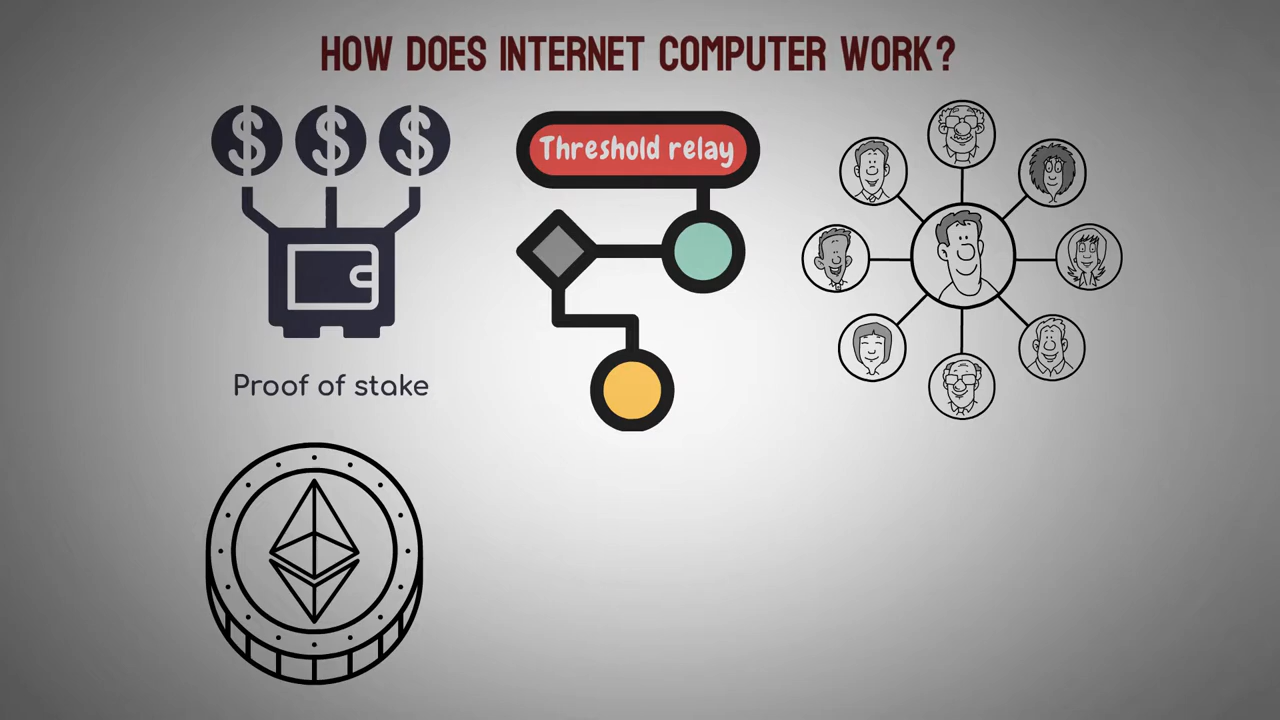 HOW DOES INTERNET COMPUTER WORK?
$ $ $
Threshold relay
Proof of stake